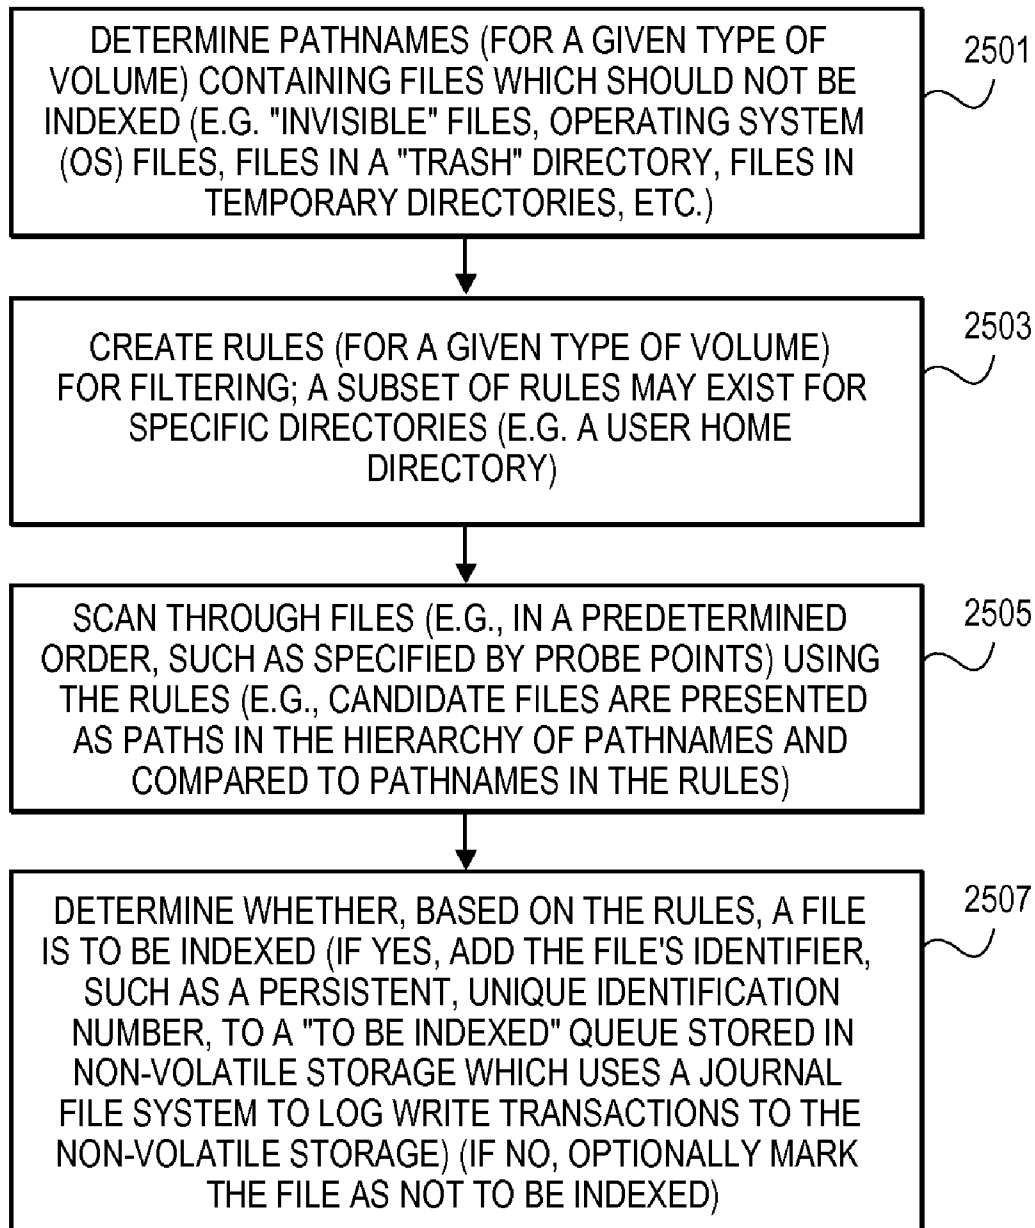 DETERMINE PATHNAMES (FOR A GIVEN TYPE OF
VOLUME) CONTAINING FILES WHICH SHOULD NOT BE
INDEXED (E.G. "INVISIBLE" FILES, OPERATING SYSTEM
(OS) FILES, FILES IN A "TRASH" DIRECTORY, FILES IN
TEMPORARY DIRECTORIES, ETC.)
2501
CREATE RULES (FOR A GIVEN TYPE OF VOLUME)
FOR FILTERING; A SUBSET OF RULES MAY EXIST FOR
SPECIFIC DIRECTORIES (E.G. A USER HOME
DIRECTORY)
2503
SCAN THROUGH FILES (E.G., IN A PREDETERMINED
ORDER, SUCH AS SPECIFIED BY PROBE POINTS) USING
THE RULES (E.G., CANDIDATE FILES ARE PRESENTED
AS PATHS IN THE HIERARCHY OF PATHNAMES AND
COMPARED TO PATHNAMES IN THE RULES)
2505
DETERMINE WHETHER, BASED ON THE RULES, A FILE
IS TO BE INDEXED (IF YES, ADD THE FILE'S IDENTIFIER,
SUCH AS A PERSISTENT, UNIQUE IDENTIFICATION
NUMBER, TO A "TO BE INDEXED" QUEUE STORED IN
NON-VOLATILE STORAGE WHICH USES A JOURNAL
FILE SYSTEM TO LOG WRITE TRANSACTIONS TO THE
NON-VOLATILE STORAGE) (IF NO, OPTIONALLY MARK
THE FILE AS NOT TO BE INDEXED)
2507